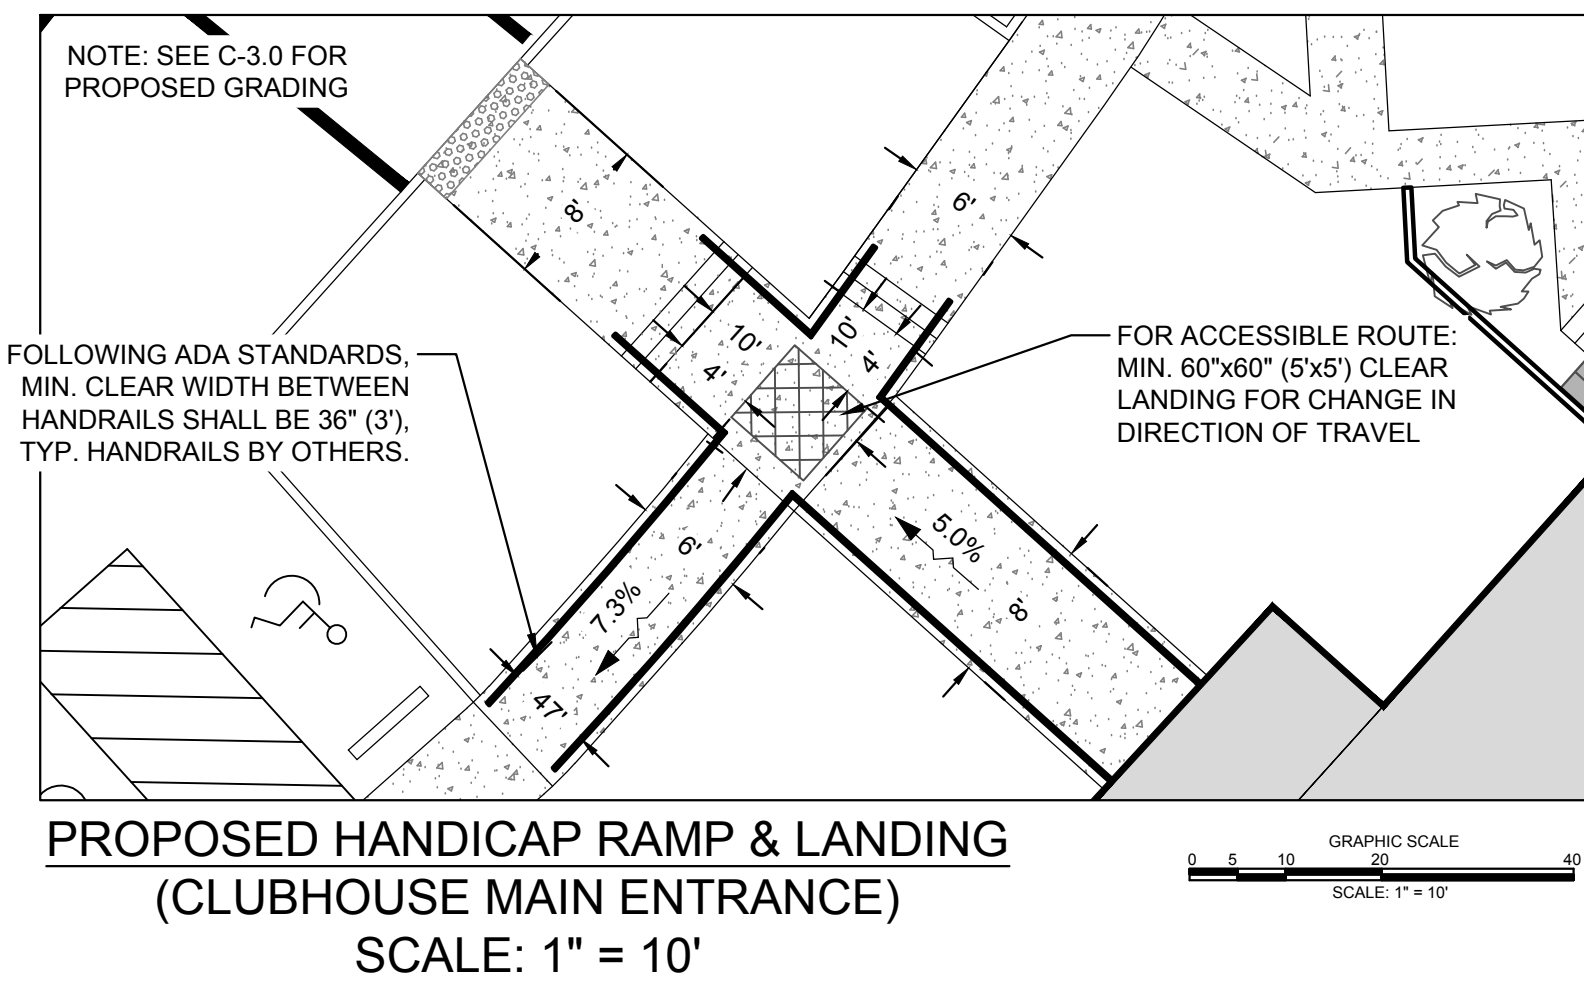 NOTE: SEE C-3.0 FOR
PROPOSED GRADING
8'
6'
10'
4'
10'
4'
FOLLOWING ADA STANDARDS,
MIN. CLEAR WIDTH BETWEEN
HANDRAILS SHALL BE 36" (3'),
TYP. HANDRAILS BY OTHERS.
FOR ACCESSIBLE ROUTE:
MIN. 60"x60" (5'x5') CLEAR
LANDING FOR CHANGE IN
DIRECTION OF TRAVEL
6'
7.3%
47'
5.0%
8'
PROPOSED HANDICAP RAMP & LANDING
(CLUBHOUSE MAIN ENTRANCE)
SCALE: 1" = 10'
GRAPHIC SCALE
0 5 10 20 40
SCALE: 1" = 10'